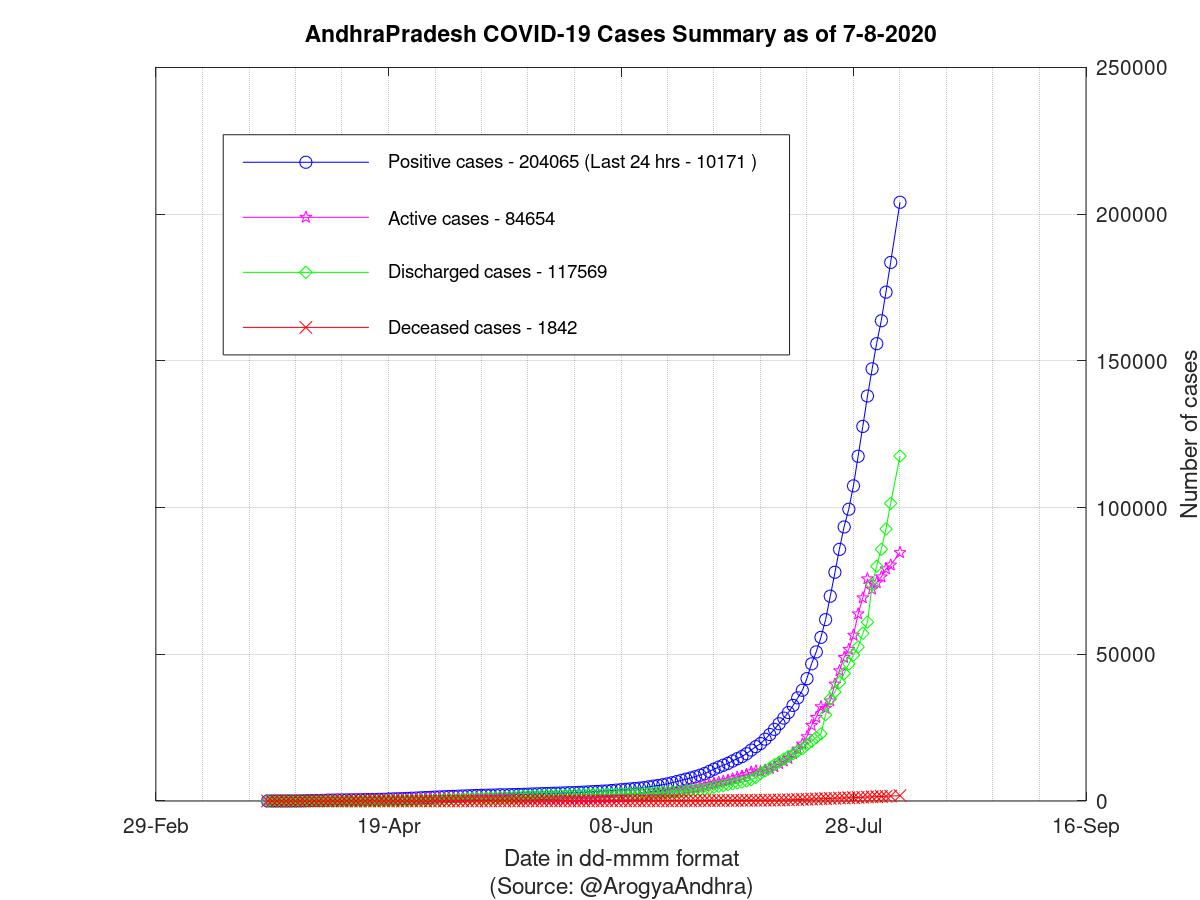 AndhraPradesh COVID-19 Cases Summary as of 7-8-2020
250000
Positive cases - 204065 (Last 24 hrs - 10171 )
Active cases - 84654
200000
Discharged cases - 117569
Deceased cases - 1842
150000
Number of cases
100000
50000
0
29-Feb 19-Apr 08-Jun 28-Jul 16-Sep
Date in dd-mmm format
(Source: @ArogyaAndhra)